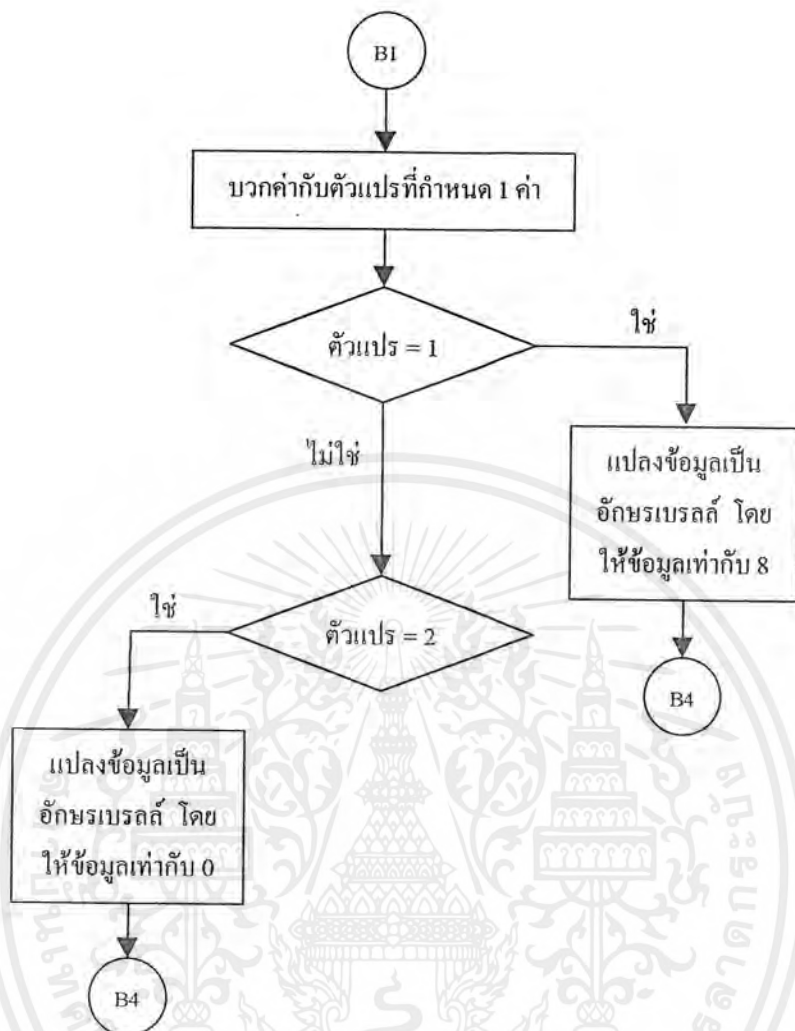 B1
บวกค่ากับตัวแปรที่กำหนด 1 ค่า
ตัวแปร = 1
ใช่
ไม่ใช่
แปลงข้อมูลเป็น
อักษรเบรลล์ โดย
ให้ข้อมูลเท่ากับ 8
B4
ตัวแปร = 2
ใช่
แปลงข้อมูลเป็น
อักษรเบรลล์ โดย
ให้ข้อมูลเท่ากับ 0
B4